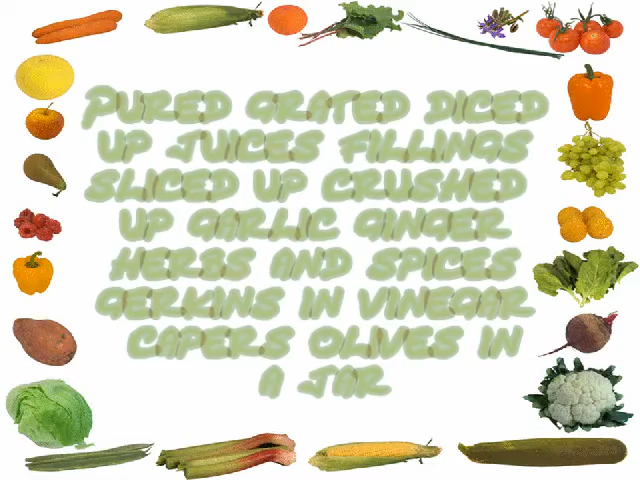 PURED GRATED DICED
UP JUICES FILLINGS
SLICED UP CRUSHED
UP GARLIC GINGER
HERBS AND SPICES
GERKINS IN VINEGAR
CAPERS OLIVES IN
A JAR